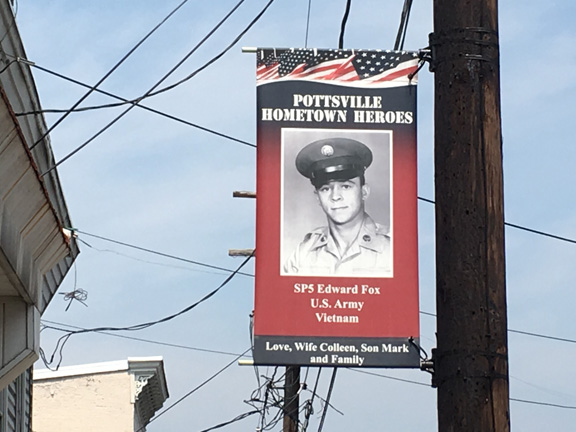 POTTSVILLE
HOMETOWN HEROES
SP5 Edward Fox
U.S. Army
Vietnam
Love, Wife Colleen, Son Mark
and Family